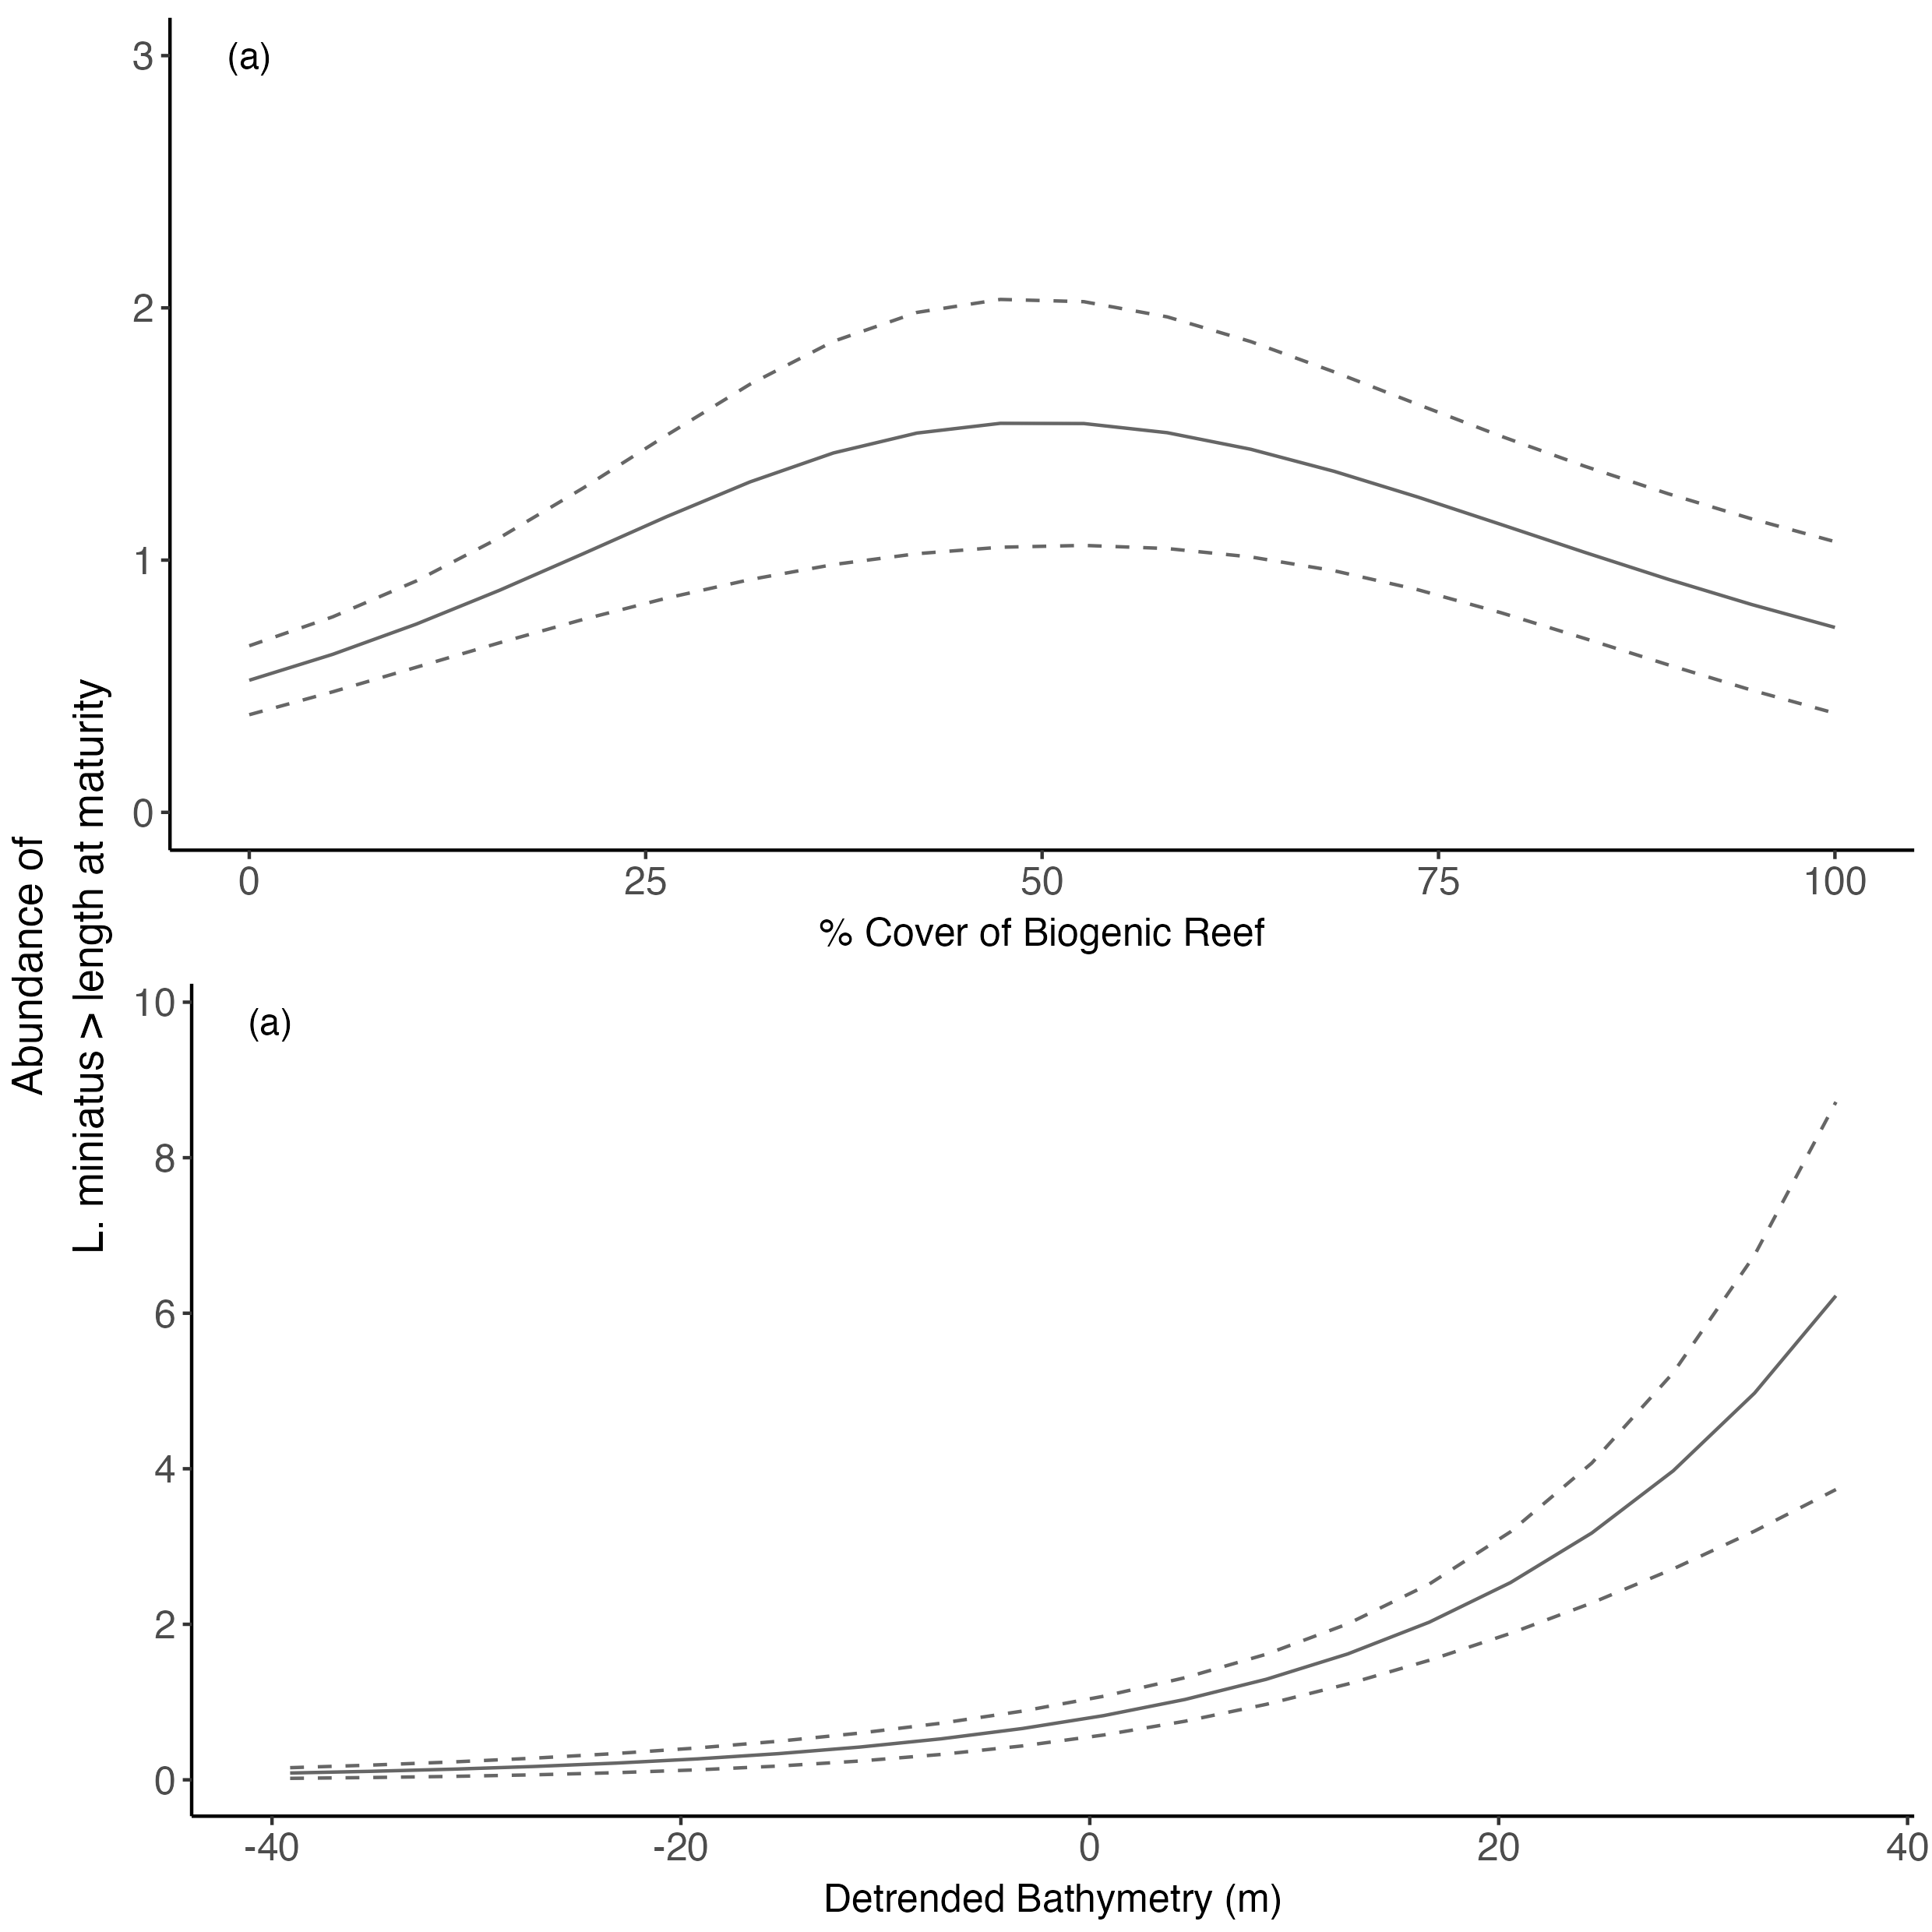 Abundance of
L. miniatus > length at maturity
(a)
3
2
1
0
0 25 50 75 100
% Cover of Biogenic Reef
(a)
10
8
6
4
2
0
-40 -20 0 20 40
Detrended Bathymetry (m)